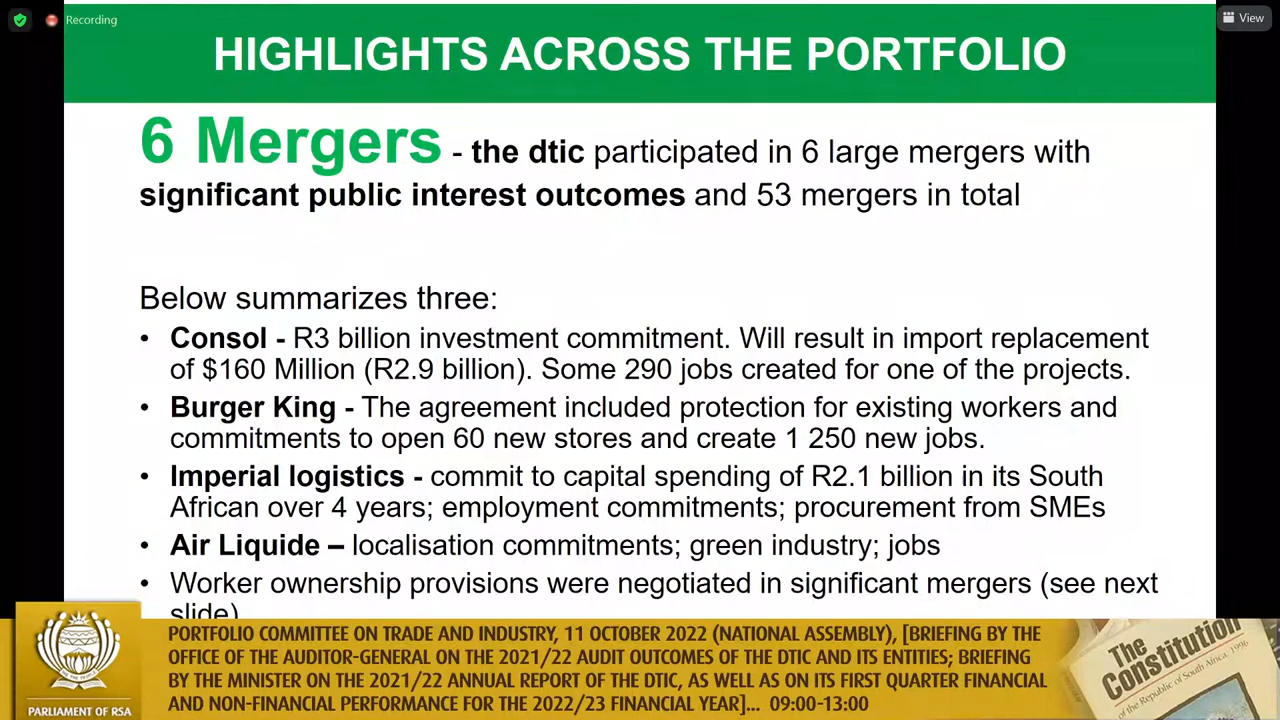 Recording
View
HIGHLIGHTS ACROSS THE PORTFOLIO
6 Mergers - the dtic participated in 6 large mergers with
significant public interest outcomes and 53 mergers in total
Below summarizes three:
• Consol - R3 billion investment commitment. Will result in import replacement
of $160 Million (R2.9 billion). Some 290 jobs created for one of the projects.
• Burger King - The agreement included protection for existing workers and
commitments to open 60 new stores and create 1 250 new jobs.
• Imperial logistics - commit to capital spending of R2.1 billion in its South
African over 4 years; employment commitments; procurement from SMEs
• Air Liquide – localisation commitments; green industry; jobs
• Worker ownership provisions were negotiated in significant mergers (see next
slide)
PORTFOLIO COMMITTEE ON TRADE AND INDUSTRY, 11 OCTOBER 2022 (NATIONAL ASSEMBLY), [BRIEFING BY THE
OFFICE OF THE AUDITOR-GENERAL ON THE 2021/22 AUDIT OUTCOMES OF THE DTIC AND ITS ENTITIES; BRIEFING
BY THE MINISTER ON THE 2021/22 ANNUAL REPORT OF THE DTIC, AS WELL AS ON ITS FIRST QUARTER FINANCIAL
AND NON-FINANCIAL PERFORMANCE FOR THE 2022/23 FINANCIAL YEAR]... 09:00-13:00
PARLIAMENT OF RSA
The
Constitution
of the Republic of South Africa, 1996